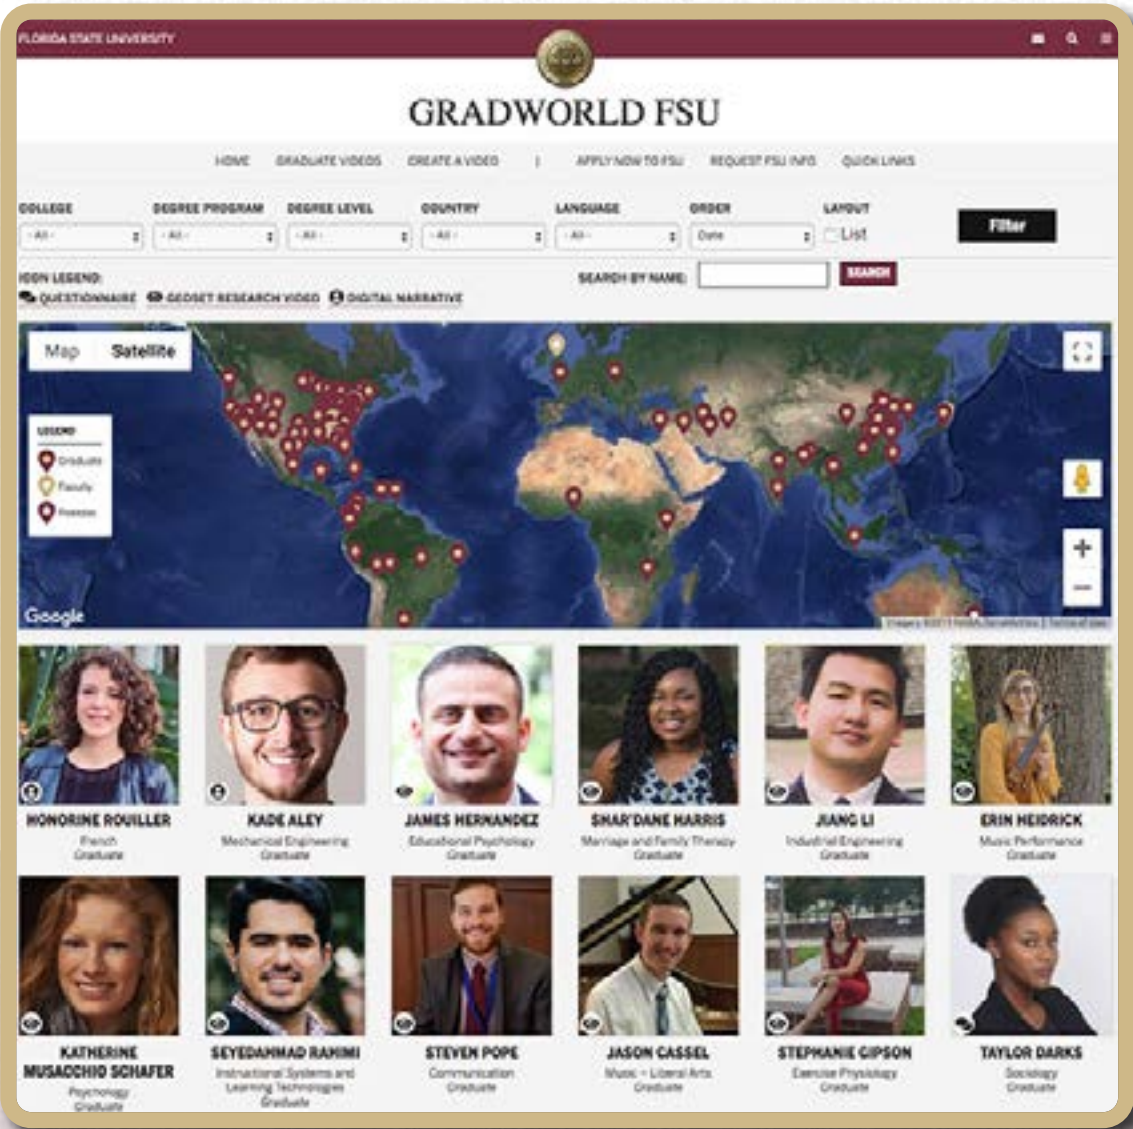 FLORIDA STATE UNIVERSITY
GRADWORLD FSU
HOME GRADUATE VIDEOS CREATE A VIDEO | APPLY NOW TO FSU REQUEST FSU INFO QUICK LINKS
COLLEGE DEGREE PROGRAM DEGREE LEVEL COUNTRY LANGUAGE ORDER LAYOUT
- All - - All - - All - - All - - All - Date List Filter
ICON LEGEND: SEARCH BY NAME: SEARCH
QUESTIONNAIRE GEOSET RESEARCH VIDEO DIGITAL NARRATIVE
Map Satellite
LEGEND
Graduate
Faculty
Google
HONORINE ROUILLER KADE ALEY JAMES HERNANDEZ SHAR'DANE HARRIS JIANG LI ERIN HEIDRICK
French Mechanical Engineering Educational Psychology Marriage and Family Therapy Industrial Engineering Music Performance
Graduate Graduate Graduate Graduate Graduate Graduate
KATHERINE MUSACCHIO SCHAFER SEYEDAHMAD RAHIMI STEVEN POPE JASON CASSEL STEPHANIE GIPSON TAYLOR DARKS
Psychology Instructional Systems and Learning Technologies Communication Music - Liberal Arts Exercise Physiology Sociology
Graduate Graduate Graduate Graduate Graduate Graduate